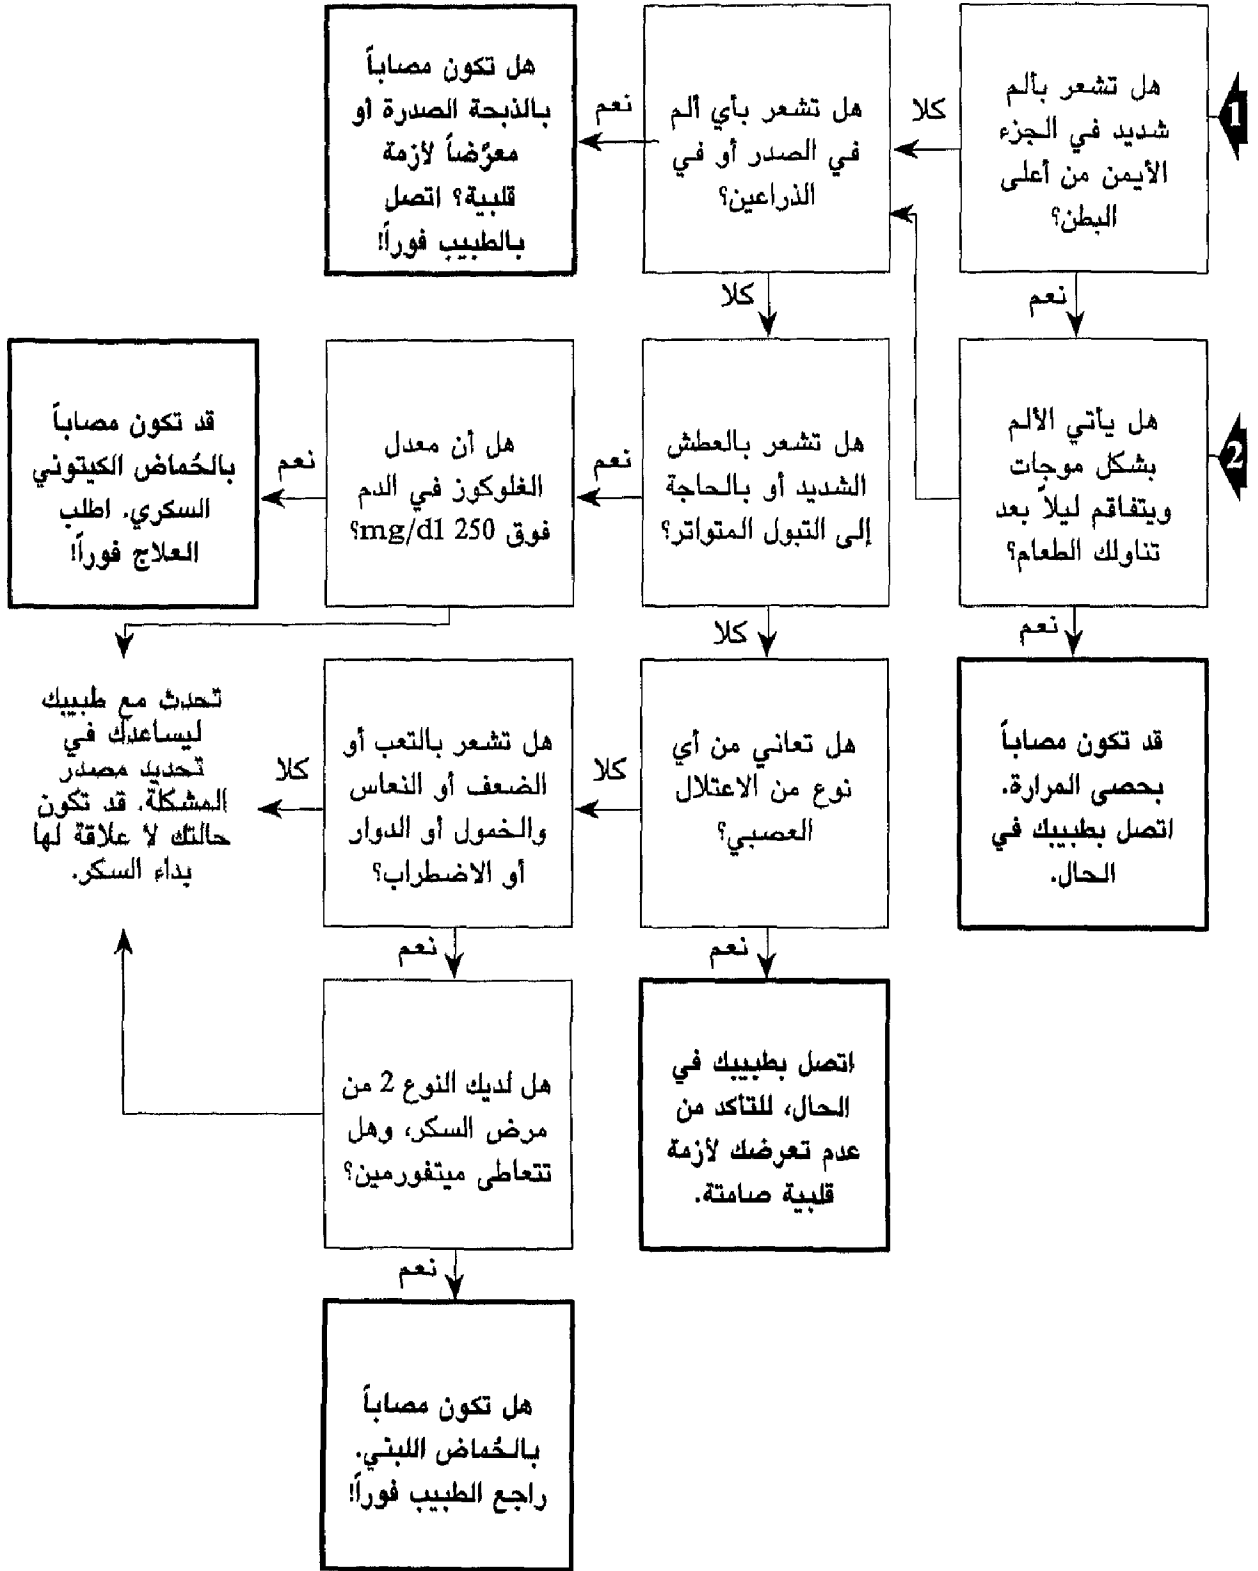 1
هل تشعر بألم
شديد في الجزء
الأيمن من أعلى
البطن؟
كلا
هل تشعر بأي ألم
في الصدر أو في
الذراعين؟
نعم
هل تكون مصاباً
بالذبحة الصدرة أو
معرّضاً لأزمة
قلبية؟ اتصل
بالطبيب فوراً!
نعم
كلا
2
هل يأتي الألم
بشكل موجات
ويتفاقم ليلاً بعد
تناولك الطعام؟
هل تشعر بالعطش
الشديد أو بالحاجة
إلى التبول المتواتر؟
نعم
هل أن معدل
الغلوكوز في الدم
فوق 250 mg/d1؟
نعم
قد تكون مصاباً
بالحُماض الكيتوني
السكري. اطلب
العلاج فوراً!
نعم
كلا
قد تكون مصاباً
بحصى المرارة.
اتصل بطبيبك في
الحال.
هل تعاني من أي
نوع من الاعتلال
العصبي؟
كلا
هل تشعر بالتعب أو
الضعف أو النعاس
والخمول أو الدوار
أو الاضطراب؟
كلا
تحدث مع طبيبك
ليساعدك في
تحديد مصدر
المشكلة. قد تكون
حالتك لا علاقة لها
بداء السكر.
نعم
نعم
اتصل بطبيبك في
الحال، للتأكد من
عدم تعرضك لأزمة
قلبية صامتة.
هل لديك النوع 2 من
مرض السكر، وهل
تتعاطى ميتفورمين؟
نعم
هل تكون مصاباً
بالحُماض اللبني.
راجع الطبيب فوراً!